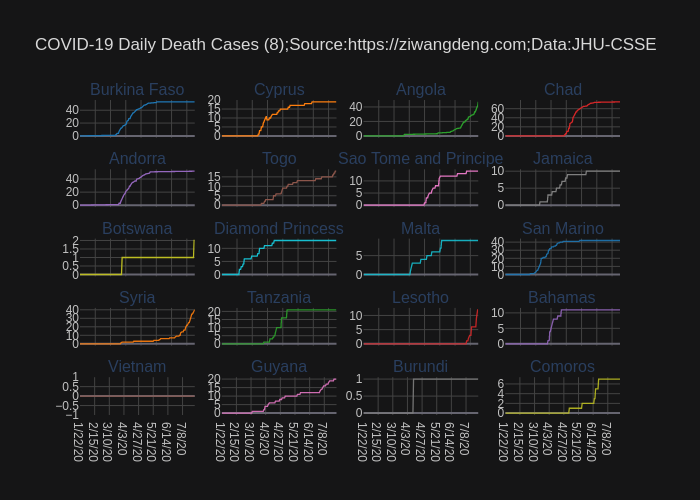 COVID-19 Daily Death Cases (8);Source:https://ziwangdeng.com;Data:JHU-CSSE
Burkina Faso Cyprus Angola Chad
40 20 0
20 15 10 5 0
40 20 0
60 40 20 0
Andorra Togo Sao Tome and Principe Jamaica
40 20 0
15 10 5 0
10 5 0
10 5 0
Botswana Diamond Princess Malta San Marino
2 1.5 1 0.5 0
10 5 0
5 0
40 30 20 10 0
Syria Tanzania Lesotho Bahamas
40 30 20 10 0
20 15 10 5 0
10 5 0
10 5 0
Vietnam Guyana Burundi Comoros
1 0.5 0 −0.5 −1
20 15 10 5 0
1 0.5 0
6 4 2 0
1/22/20 2/15/20 3/10/20 4/3/20 4/27/20 5/21/20 6/14/20 7/8/20
1/22/20 2/15/20 3/10/20 4/3/20 4/27/20 5/21/20 6/14/20 7/8/20
1/22/20 2/15/20 3/10/20 4/3/20 4/27/20 5/21/20 6/14/20 7/8/20
1/22/20 2/15/20 3/10/20 4/3/20 4/27/20 5/21/20 6/14/20 7/8/20